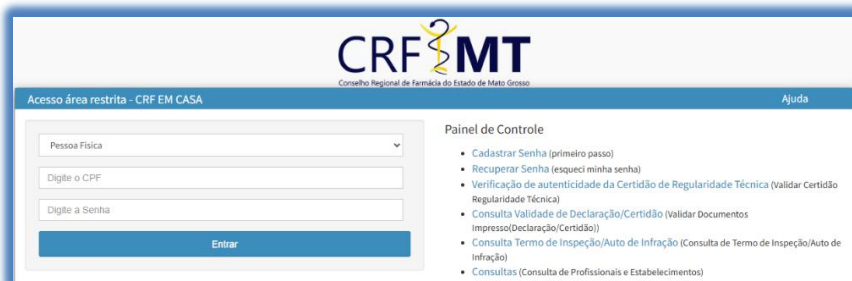 CRF MT
Conselho Regional de Farmácia do Estado de Mato Grosso
Acesso área restrita - CRF EM CASA
Ajuda
Pessoa Física
Digite o CPF
Digite a Senha
Entrar
Painel de Controle
Cadastrar Senha (primeiro passo)
Recuperar Senha (esqueci minha senha)
Verificação de autenticidade da Certidão de Regularidade Técnica (Validar Certidão
Regularidade Técnica)
Consulta Validade de Declaração/Certidão (Validar Documentos
Impresso(Declaração/Certidão))
Consulta Termo de Inspeção/Auto de Infração (Consulta de Termo de Inspeção/Auto de
Infração)
Consultas (Consulta de Profissionais e Estabelecimentos)